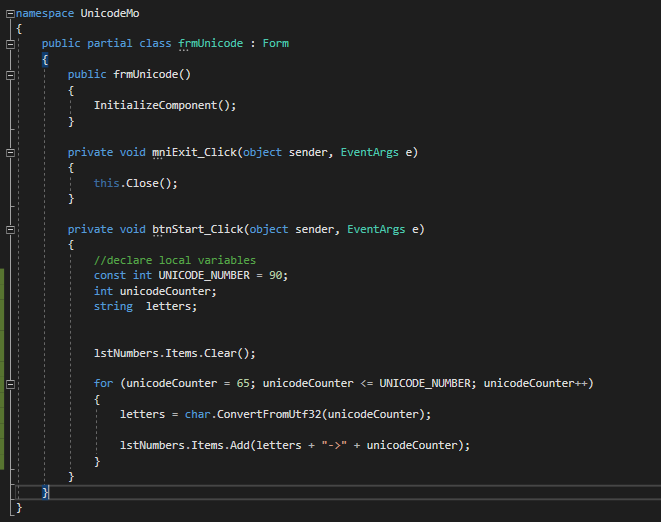 namespace UnicodeMo
{
public partial class frmUnicode : Form
{
public frmUnicode()
{
InitializeComponent();
}
private void mniExit_Click(object sender, EventArgs e)
{
this.Close();
}
private void btnStart_Click(object sender, EventArgs e)
{
//declare local variables
const int UNICODE_NUMBER = 90;
int unicodeCounter;
string  letters;
lstNumbers.Items.Clear();
for (unicodeCounter = 65; unicodeCounter <= UNICODE_NUMBER; unicodeCounter++)
{
letters = char.ConvertFromUtf32(unicodeCounter);
lstNumbers.Items.Add(letters + "->" + unicodeCounter);
}
}
}
}